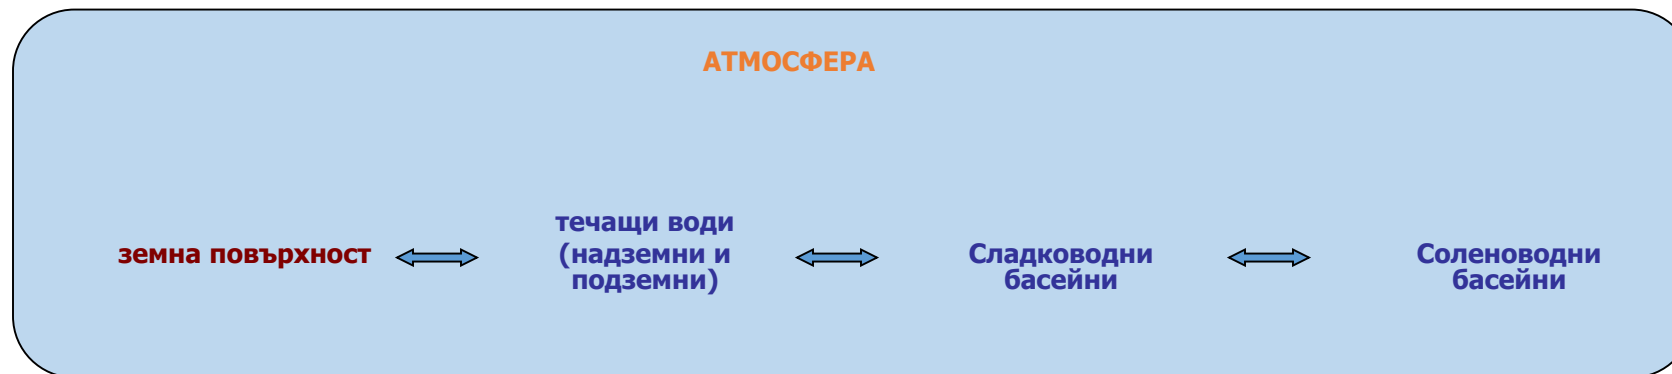 АТМОСФЕРА
земна повърхност
течащи води
(надземни и
подземни)
Сладководни
басейни
Соленоводни
басейни